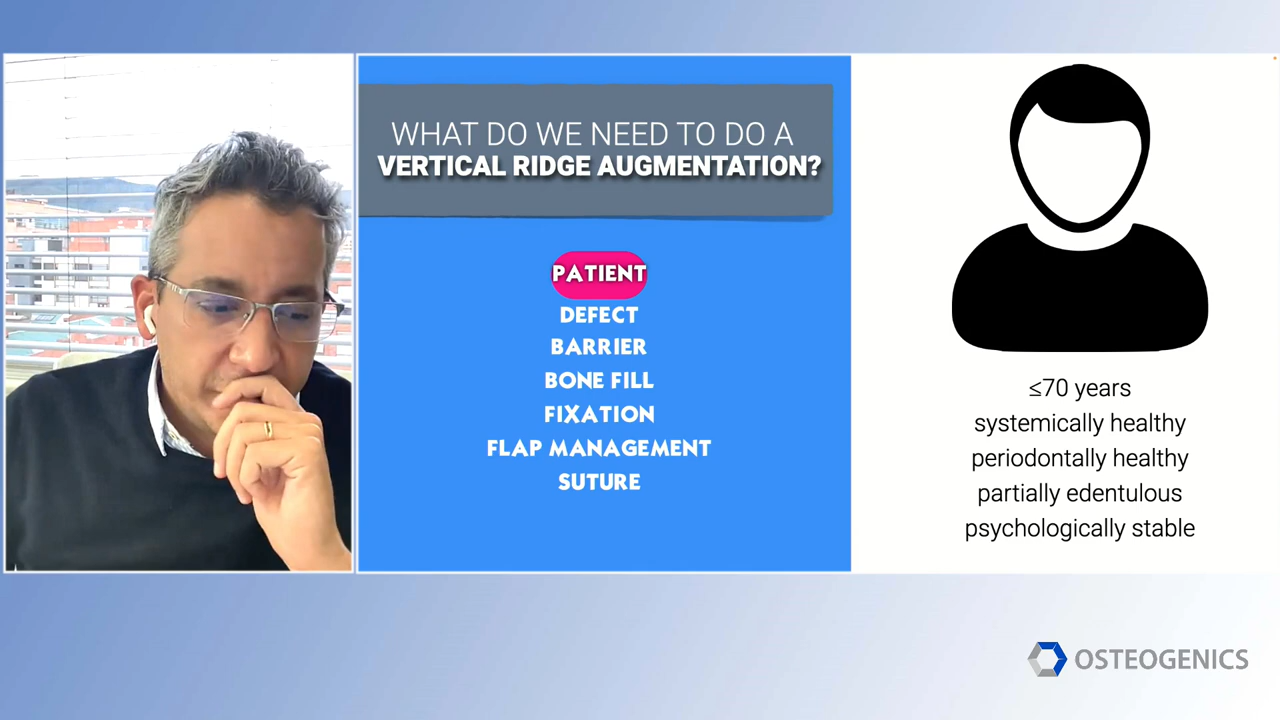 WHAT DO WE NEED TO DO A
VERTICAL RIDGE AUGMENTATION?
PATIENT
DEFECT
BARRIER
BONE FILL
FIXATION
FLAP MANAGEMENT
SUTURE
≤70 years
systemically healthy
periodontally healthy
partially edentulous
psychologically stable
OSTEOGENICS